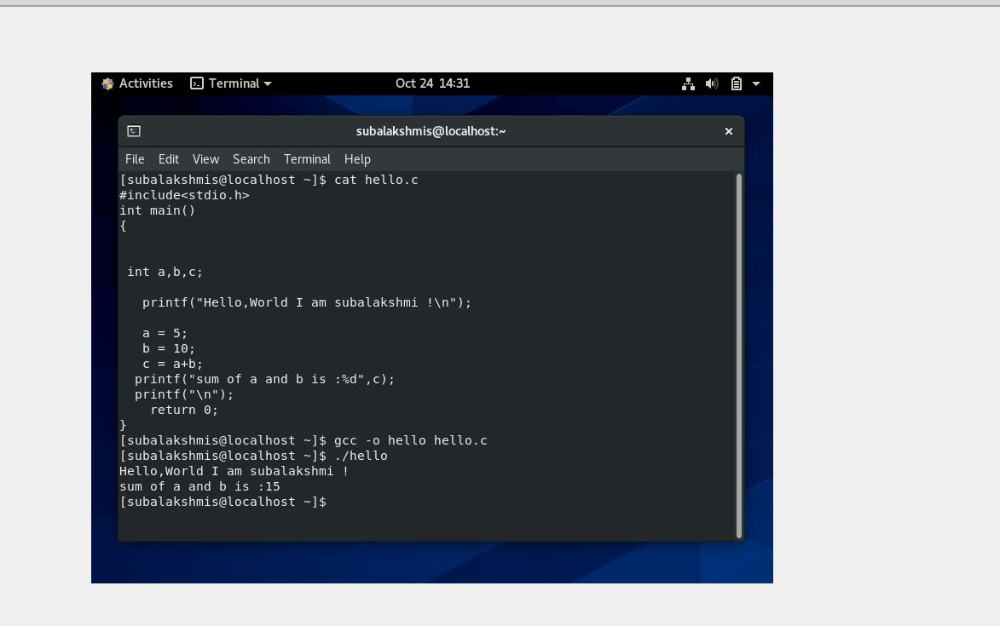 Activities Terminal Oct 24 14:31
subalakshmis@localhost:~
File Edit View Search Terminal Help
[subalakshmis@localhost ~]$ cat hello.c
#include<stdio.h>
int main()
{
 int a,b,c;
   printf("Hello,World I am subalakshmi !\n");
   a = 5;
   b = 10;
   c = a+b;
  printf("sum of a and b is :%d",c);
  printf("\n");
    return 0;
}
[subalakshmis@localhost ~]$ gcc -o hello hello.c
[subalakshmis@localhost ~]$ ./hello
Hello,World I am subalakshmi !
sum of a and b is :15
[subalakshmis@localhost ~]$